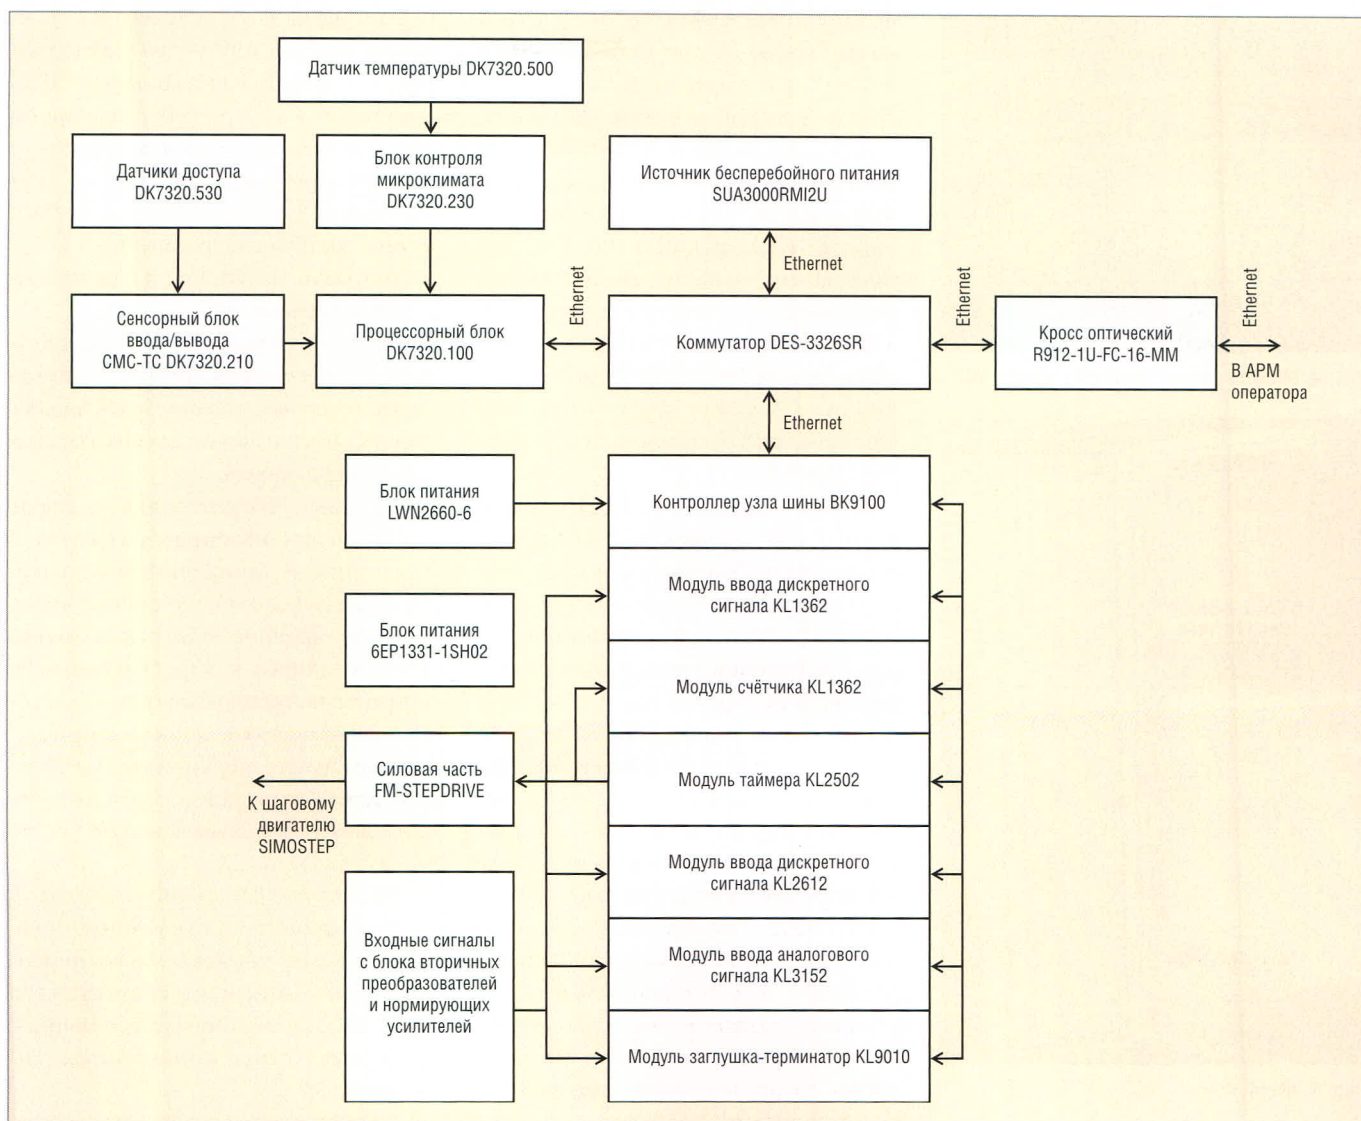 Датчик температуры DK7320.500
Датчики доступа
DK7320.530
Блок контроля
микроклимата
DK7320.230
Источник бесперебойного питания
SUA3000RMI2U
Ethernet
Сенсорный блок
ввода/вывода
CMC-TC DK7320.210
Процессорный блок
DK7320.100
Ethernet
Коммутатор DES-3326SR
Ethernet
Кросс оптический
R912-1U-FC-16-MM
Ethernet
В АРМ
оператора
Ethernet
Блок питания
LWN2660-6
Контроллер узла шины BK9100
Модуль ввода дискретного
сигнала KL1362
Блок питания
6EP1331-1SH02
Модуль счётчика KL1362
Силовая часть
FM-STEPDRIVE
К шаговому
двигателю
SIMOSTEP
Модуль таймера KL2502
Модуль ввода дискретного
сигнала KL2612
Входные сигналы
с блока вторичных
преобразователей
и нормирующих
усилителей
Модуль ввода аналогового
сигнала KL3152
Модуль заглушка-терминатор KL9010